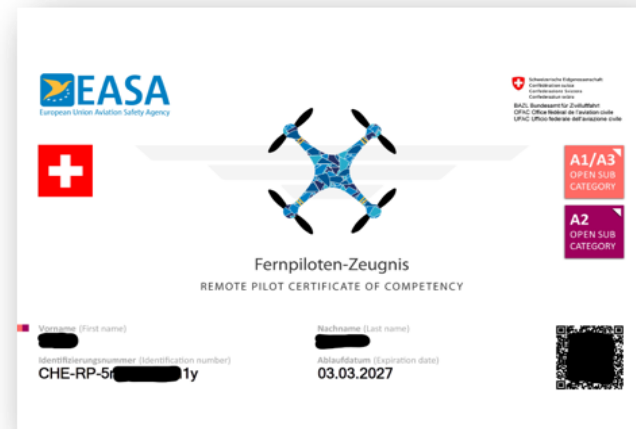 EASA
European Union Aviation Safety Agency
Schweizerische Eidgenossenschaft
Confédération suisse
Confederazione Svizzera
Confederaziun svizra
BAZL Bundesamt für Zivilluftfahrt
OFAC Office fédéral de l'aviation civile
UFAC Ufficio federale dell'aviazione civile
A1/A3
OPEN SUB
CATEGORY
A2
OPEN SUB
CATEGORY
Fernpiloten-Zeugnis
REMOTE PILOT CERTIFICATE OF COMPETENCY
Vorname (First name)
Nachname (Last name)
Identifizierungsnummer (Identification number)
Ablaufdatum (Expiration date)
CHE-RP-5 1y
03.03.2027